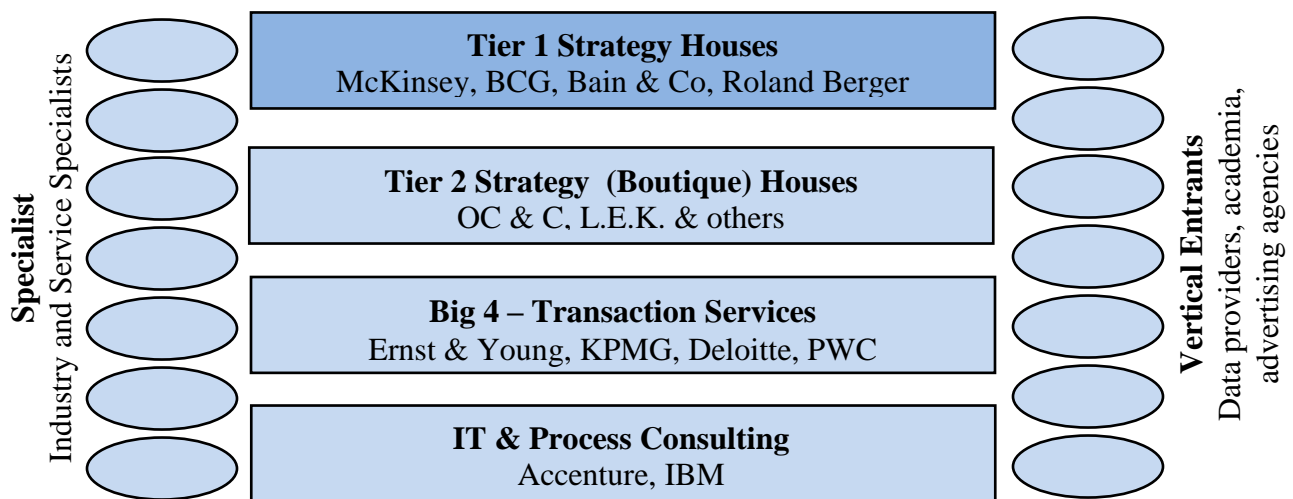 Specialist
Industry and Service Specialists
Tier 1 Strategy Houses
McKinsey, BCG, Bain & Co, Roland Berger
Tier 2 Strategy (Boutique) Houses
OC & C, L.E.K. & others
Big 4 – Transaction Services
Ernst & Young, KPMG, Deloitte, PWC
IT & Process Consulting
Accenture, IBM
Vertical Entrants
Data providers, academia,
advertising agencies